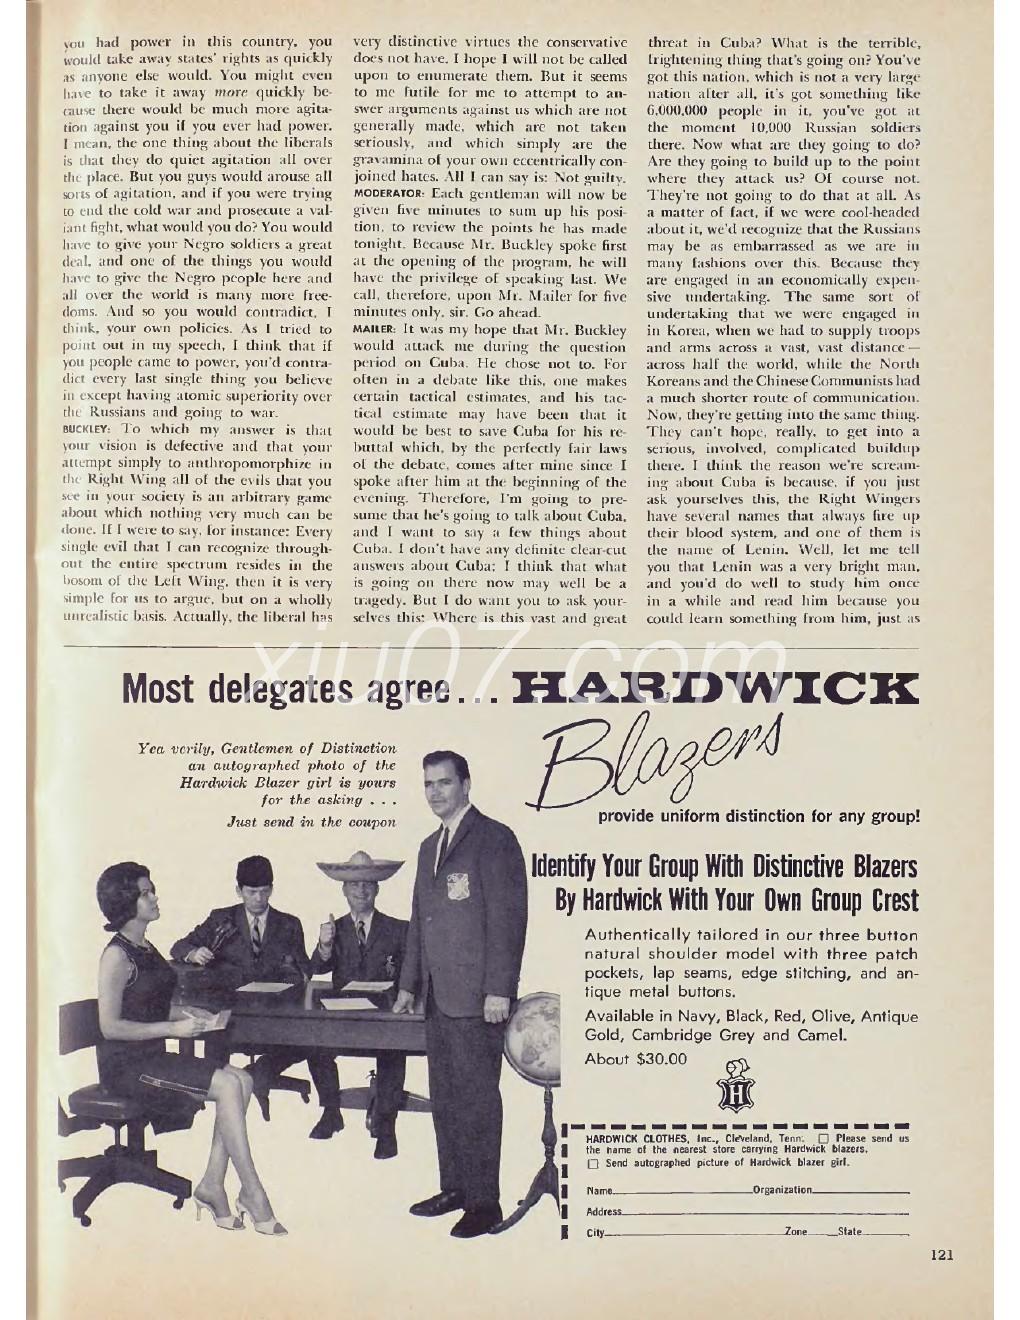 you had power in this country, you
would take away states' rights as quickly
as anyone else would. You might even
have to take it away more quickly be-
cause there would be much more agita-
tion against you if you ever had power.
I mean, the one thing about the liberals
is that they do quiet agitation all over
the place. But you guys would arouse all
sorts of agitation, and if you were trying
to end the cold war and prosecute a val-
iant fight, what would you do? You would
have to give your Negro soldiers a great
deal, and one of the things you would
have to give the Negro people here and
all over the world is many more free-
doms. And so you would contradict, I
think, your own policies. As I tried to
point out in my speech, I think that if
you people came to power, you'd contra-
dict every last single thing you believe
in except having atomic superiority over
the Russians and going to war.
BUCKLEY: To which my answer is that
your vision is defective and that your
attempt simply to anthropomorphize in
the Right Wing all of the evils that you
see in your society is an arbitrary game
about which nothing very much can be
done. If I were to say, for instance: Every
single evil that I can recognize through-
out the entire spectrum resides in the
bosom of the Left Wing, then it is very
simple for us to argue, but on a wholly
unrealistic basis. Actually, the liberal has
very distinctive virtues the conservative
does not have. I hope I will not be called
upon to enumerate them. But it seems
to me futile for me to attempt to an-
swer arguments against us which are not
generally made, which are not taken
seriously, and which simply are the
gravamina of your own eccentrically con-
joined hates. All I can say is: Not guilty.
MODERATOR: Each gentleman will now be
given five minutes to sum up his posi-
tion, to review the points he has made
tonight. Because Mr. Buckley spoke first
at the opening of the program, he will
have the privilege of speaking last. We
call, therefore, upon Mr. Mailer for five
minutes only, sir. Go ahead.
MAILER: It was my hope that Mr. Buckley
would attack me during the question
period on Cuba. He chose not to. For
often in a debate like this, one makes
certain tactical estimates, and his tac-
tical estimate may have been that it
would be best to save Cuba for his re-
buttal which, by the perfectly fair laws
of the debate, comes after mine since I
spoke after him at the beginning of the
evening. Therefore, I'm going to pre-
sume that he's going to talk about Cuba,
and I want to say a few things about
Cuba. I don't have any definite clear-cut
answers about Cuba; I think that what
is going on there now may well be a
tragedy. But I do want you to ask your-
selves this: Where is this vast and great
threat in Cuba? What is the terrible,
frightening thing that's going on? You've
got this nation, which is not a very large
nation after all, it's got something like
6,000,000 people in it, you've got at
the moment 10,000 Russian soldiers
there. Now what are they going to do?
Are they going to build up to the point
where they attack us? Of course not.
They're not going to do that at all. As
a matter of fact, if we were cool-headed
about it, we'd recognize that the Russians
may be as embarrassed as we are in
many fashions over this. Because they
are engaged in an economically expen-
sive undertaking. The same sort of
undertaking that we were engaged in
in Korea, when we had to supply troops
and arms across a vast, vast distance —
across half the world, while the North
Koreans and the Chinese Communists had
a much shorter route of communication.
Now, they're getting into the same thing.
They can't hope, really, to get into a
serious, involved, complicated buildup
there. I think the reason we're scream-
ing about Cuba is because, if you just
ask yourselves this, the Right Wingers
have several names that always fire up
their blood system, and one of them is
the name of Lenin. Well, let me tell
you that Lenin was a very bright man,
and you'd do well to study him once
in a while and read him because you
could learn something from him, just as
xiu07.com
Most delegates agree... HARDWICK
Blazers
provide uniform distinction for any group!
Yea verily, Gentlemen of Distinction
an autographed photo of the
Hardwick Blazer girl is yours
for the asking . . .
Just send in the coupon
Identify Your Group With Distinctive Blazers
By Hardwick With Your Own Group Crest
Authentically tailored in our three button
natural shoulder model with three patch
pockets, lap seams, edge stitching, and an-
tique metal buttons.
Available in Navy, Black, Red, Olive, Antique
Gold, Cambridge Grey and Camel.
About $30.00
H
HARDWICK CLOTHES, Inc., Cleveland, Tenn. Please send us
the name of the nearest store carrying Hardwick blazers.
Send autographed picture of Hardwick blazer girl.
Name Organization
Address
City Zone State
121